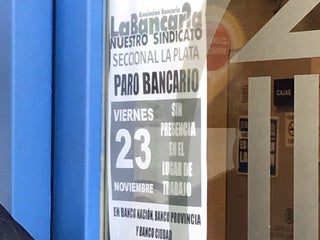 Asociación Bancaria
LaBancaria
NUESTRO SINDICATO
SECCIONAL LA PLATA
PARO BANCARIO
VIERNES
23
NOVIEMBRE
SIN
PRESENCIA
EN EL
LUGAR DE
TRABAJO
EN BANCO NACIÓN, BANCO PROVINCIA
Y BANCO CIUDAD
CAJAS